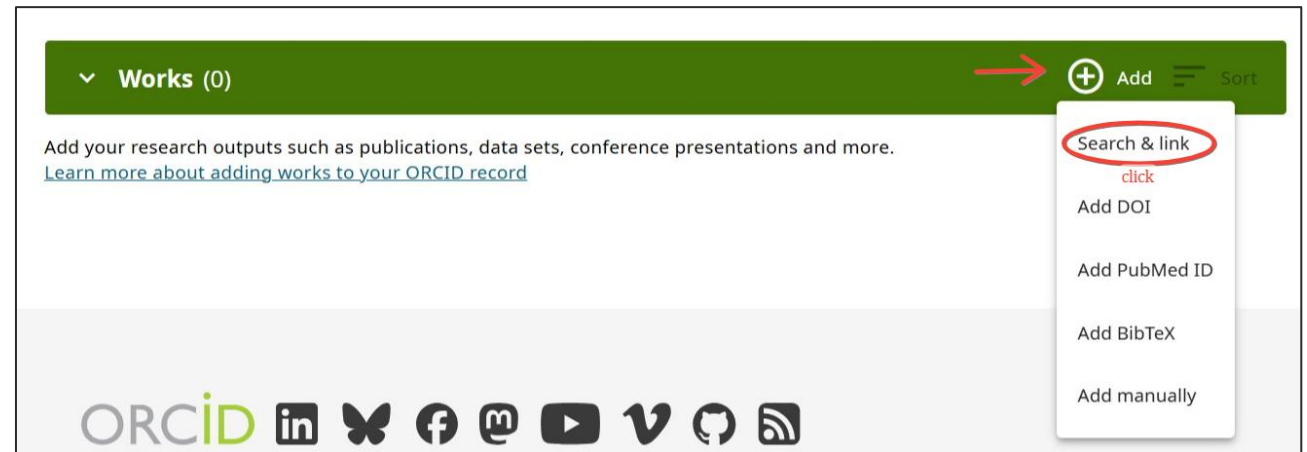 Works (0)
Add
Sort
Add your research outputs such as publications, data sets, conference presentations and more.
Learn more about adding works to your ORCID record
Search & link
click
Add DOI
Add PubMed ID
Add BibTeX
Add manually
ORCID